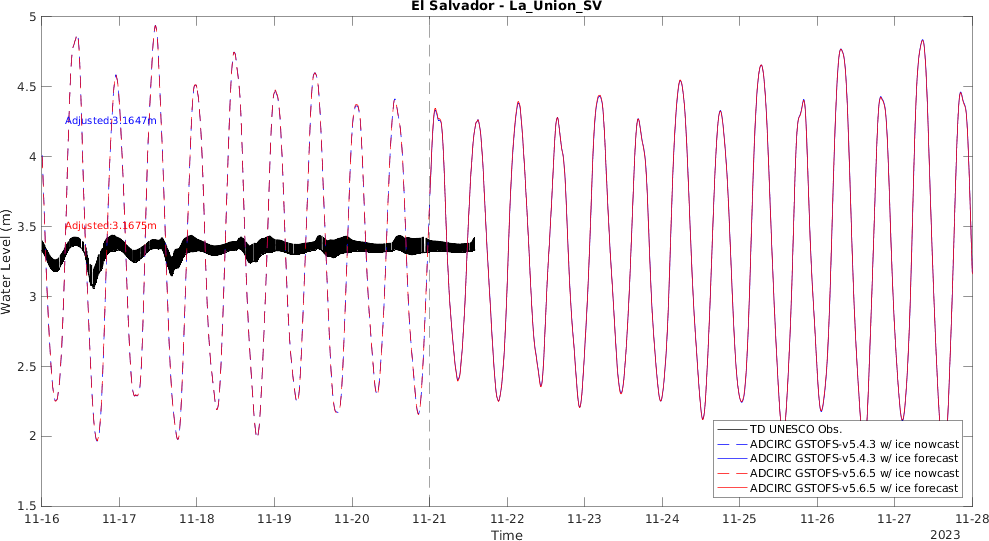 El Salvador - La_Union_SV
5
4.5
4
3.5
3
2.5
2
1.5
Water Level (m)
Adjusted:3.1647m
Adjusted:3.1675m
TD UNESCO Obs.
ADCIRC GSTOFS-v5.4.3 w/ ice nowcast
ADCIRC GSTOFS-v5.4.3 w/ ice forecast
ADCIRC GSTOFS-v5.6.5 w/ ice nowcast
ADCIRC GSTOFS-v5.6.5 w/ ice forecast
11-16 11-17 11-18 11-19 11-20 11-21 11-22 11-23 11-24 11-25 11-26 11-27 11-28
Time
2023